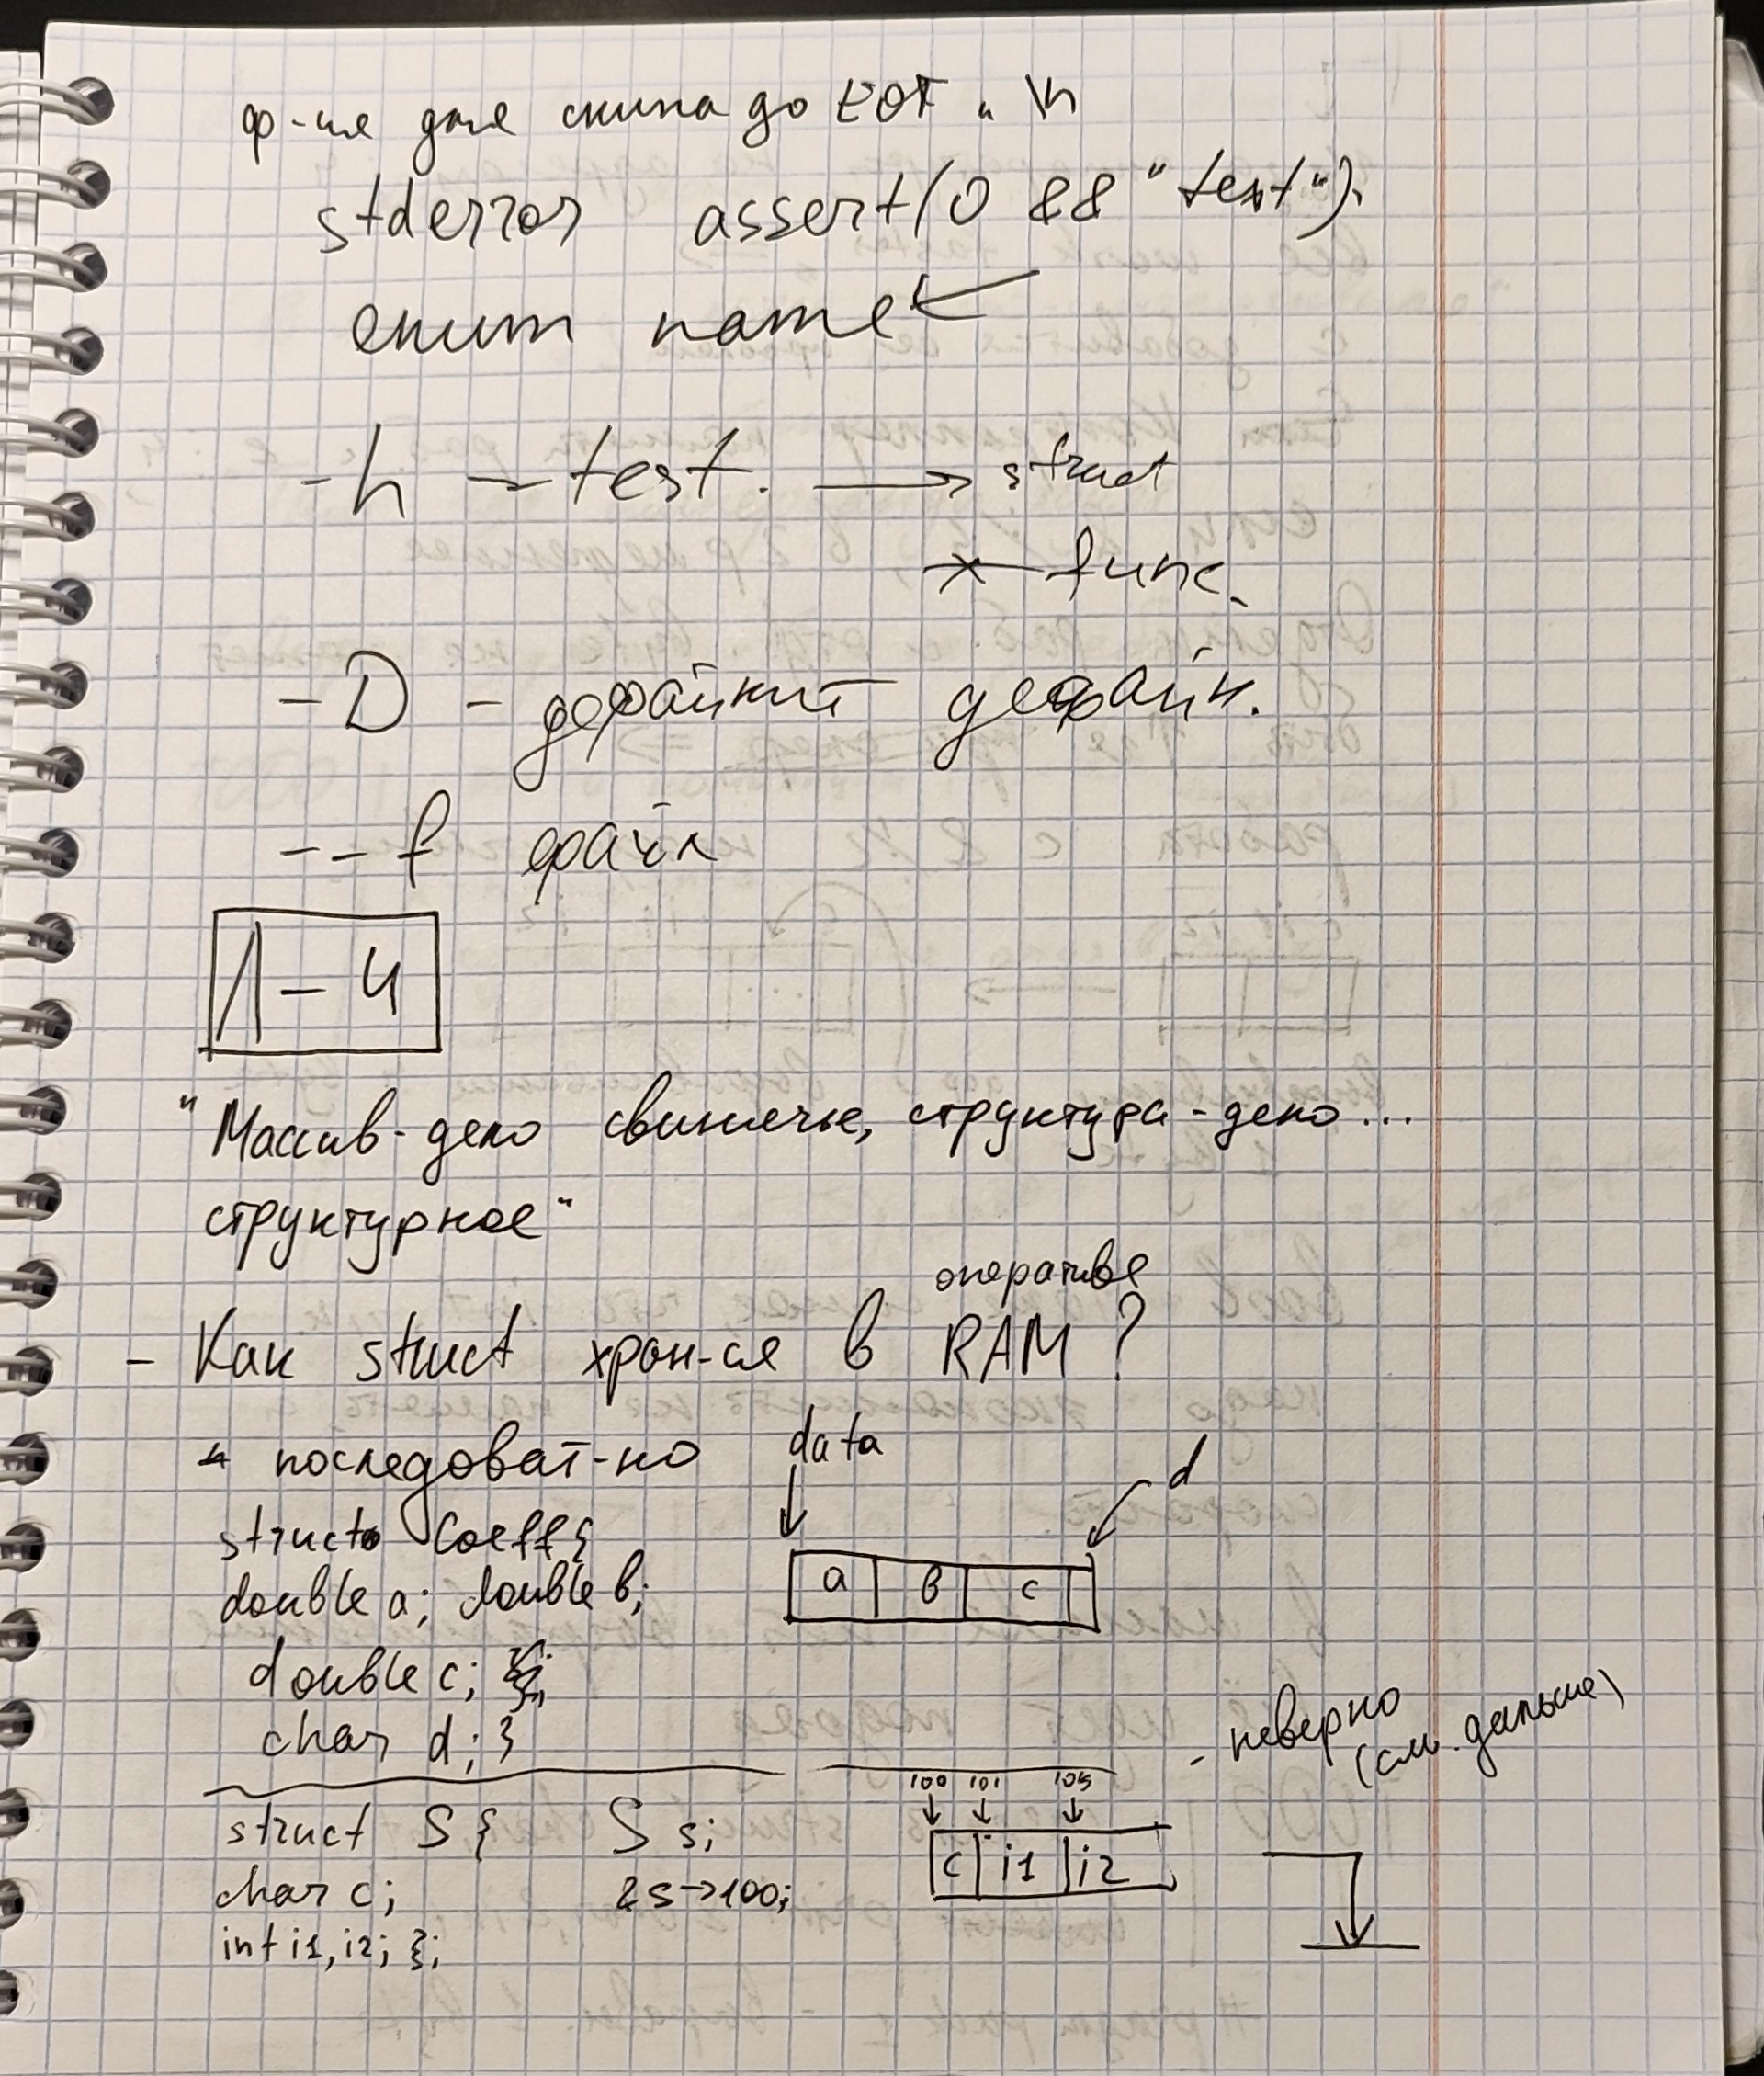 ф-ия для скипа до EOF и \n
stderror assert(0 && "test").
enum name
-h - test. → struct
func.
-D - дефайнит дефайн.
--f файл
Л-4
"Массив-дело свинячье, структура-дело...
структурное"
оперативе
- Как struct хран-ся в RAM?
последоват-но data
d
struct Coeff{
double a; double b;
a b c
double c;
char d; }
- неверно
(см. дальше)
100 101 105
struct S{ S s;
c i1 i2
char c; &s→100;
int i1, i2; };